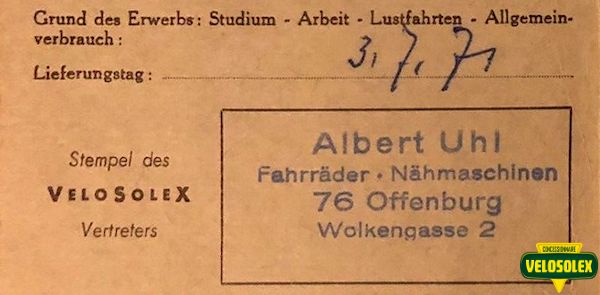 Grund des Erwerbs: Studium - Arbeit - Lustfahrten - Allgemein-
verbrauch:
Lieferungstag: 3.7.71
Stempel des
VELOSOLEX
Vertreters
Albert Uhl
Fahrräder · Nähmaschinen
76 Offenburg
Wolkengasse 2
CONCESSIONNAIRE
VELOSOLEX